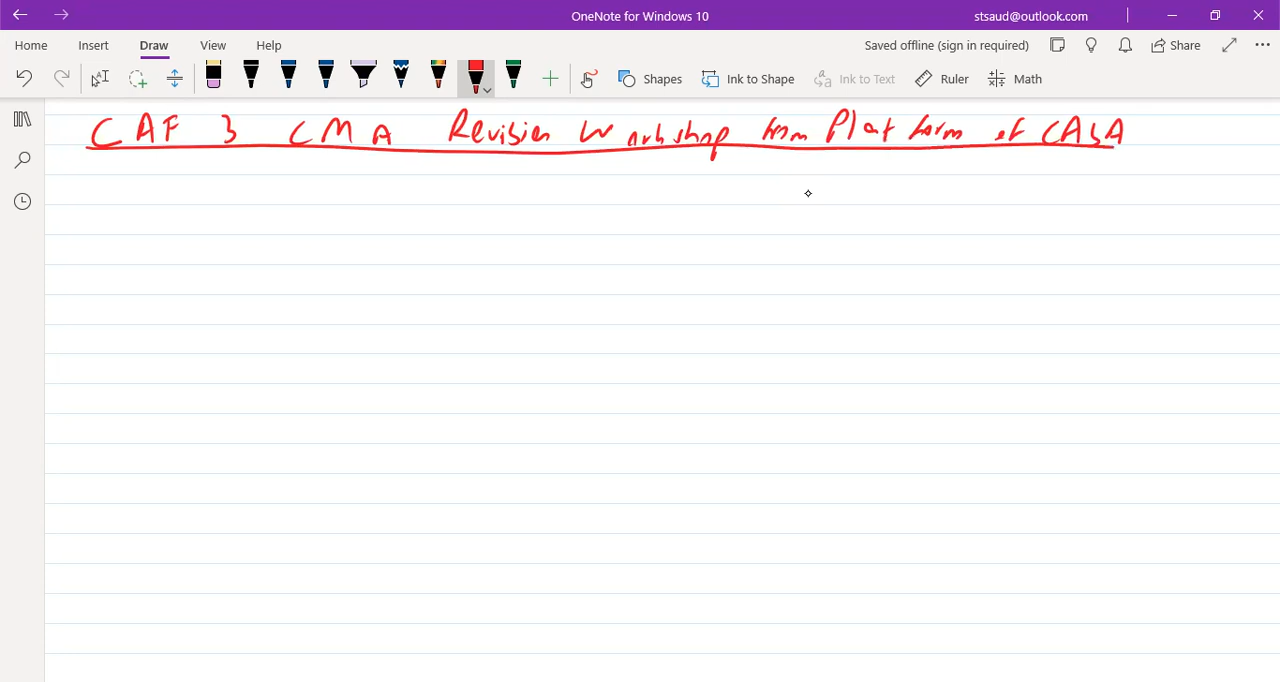 OneNote for Windows 10
stsaud@outlook.com
Home Insert Draw View Help
Saved offline (sign in required)
Share
Shapes
Ink to Shape
Ink to Text
Ruler
Math
CAF 3 CMA Revision Workshop from Platform of CASA